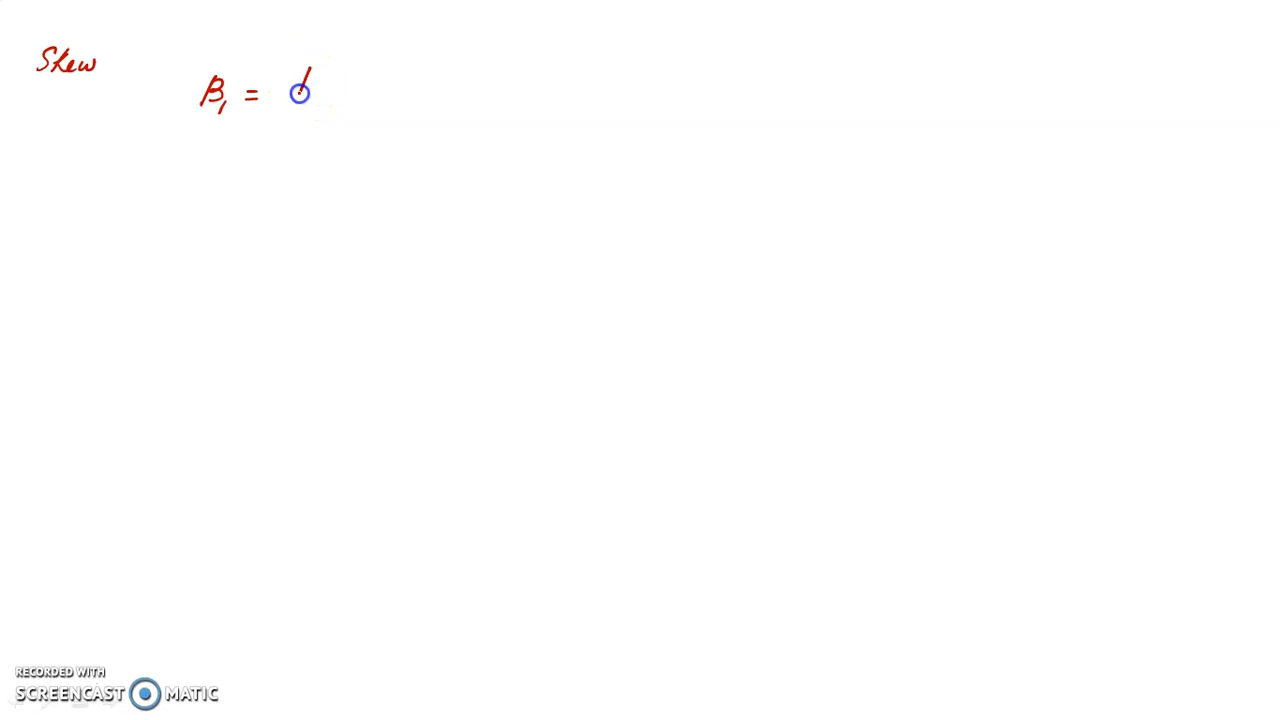 Skew
β₁ =
RECORDED WITH
SCREENCAST MATIC